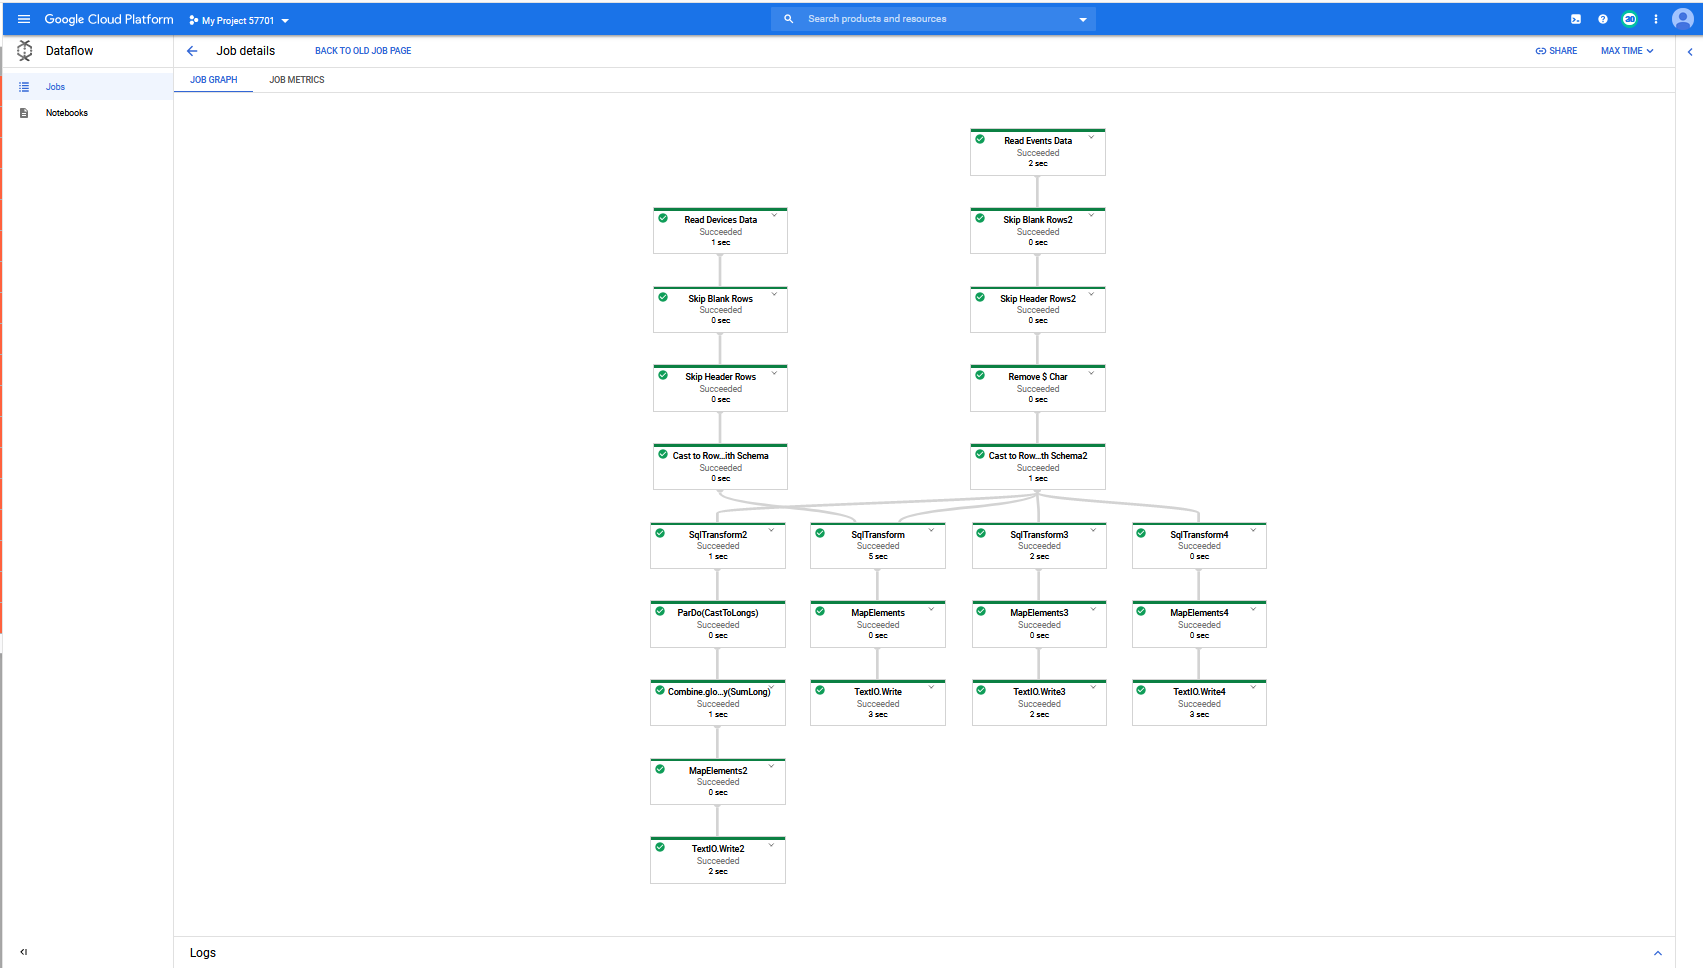 Google Cloud Platform
My Project 57701
Search products and resources
30
Dataflow
Job details
BACK TO OLD JOB PAGE
SHARE
MAX TIME
Jobs
Notebooks
JOB GRAPH
JOB METRICS
Read Events Data
Succeeded
2 sec
Read Devices Data
Succeeded
1 sec
Skip Blank Rows2
Succeeded
0 sec
Skip Blank Rows
Succeeded
0 sec
Skip Header Rows2
Succeeded
0 sec
Skip Header Rows
Succeeded
0 sec
Remove $ Char
Succeeded
0 sec
Cast to Row...ith Schema
Succeeded
0 sec
Cast to Row...th Schema2
Succeeded
1 sec
SqlTransform2
Succeeded
1 sec
SqlTransform
Succeeded
5 sec
SqlTransform3
Succeeded
2 sec
SqlTransform4
Succeeded
0 sec
ParDo(CastToLongs)
Succeeded
0 sec
MapElements
Succeeded
0 sec
MapElements3
Succeeded
0 sec
MapElements4
Succeeded
0 sec
Combine.glo...y(SumLong)
Succeeded
1 sec
TextIO.Write
Succeeded
3 sec
TextIO.Write3
Succeeded
2 sec
TextIO.Write4
Succeeded
3 sec
MapElements2
Succeeded
0 sec
TextIO.Write2
Succeeded
2 sec
Logs